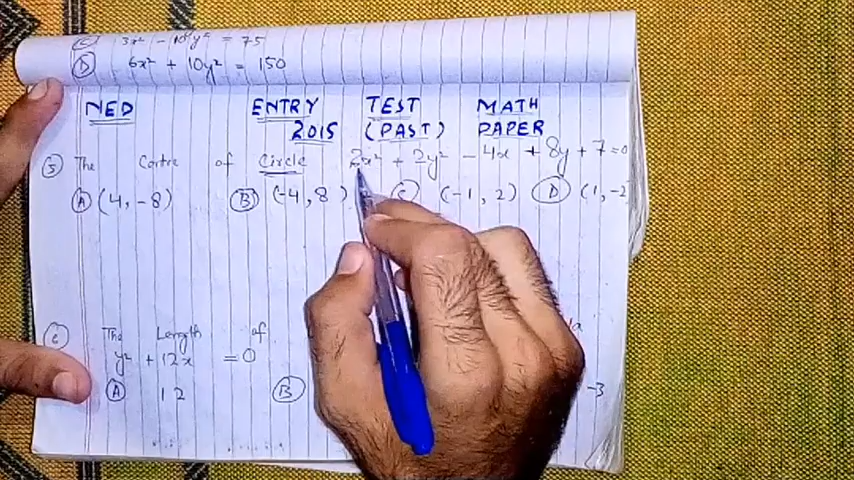 C 3x² - 10y² = 75
D 6x² + 10y² = 150
NED ENTRY TEST MATH
2015 (PAST) PAPER
5 The Centre of Circle 2x² + 2y² - 4x + 8y + 7 = 0
A (4, -8) B (-4, 8) C (-1, 2) D (1, -2
6 The Length of
y² + 12x = 0
A 12 B -3